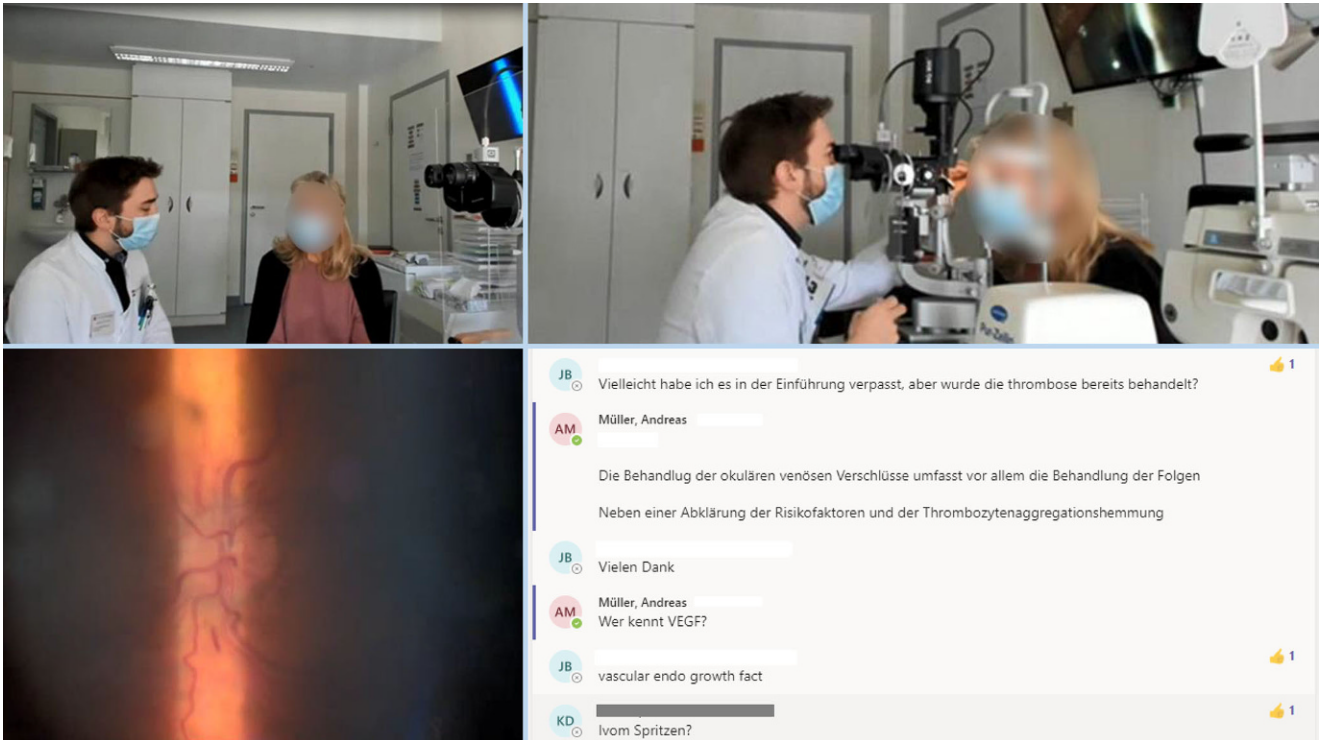 Pul-Zelle
JB
Vielleicht habe ich es in der Einführung verpasst, aber wurde die thrombose bereits behandelt?
1
AM
Müller, Andreas
Die Behandlug der okulären venösen Verschlüsse umfasst vor allem die Behandlung der Folgen
Neben einer Abklärung der Risikofaktoren und der Thrombozytenaggregationshemmung
JB
Vielen Dank
AM
Müller, Andreas
Wer kennt VEGF?
JB
vascular endo growth fact
1
KD
Ivom Spritzen?
1